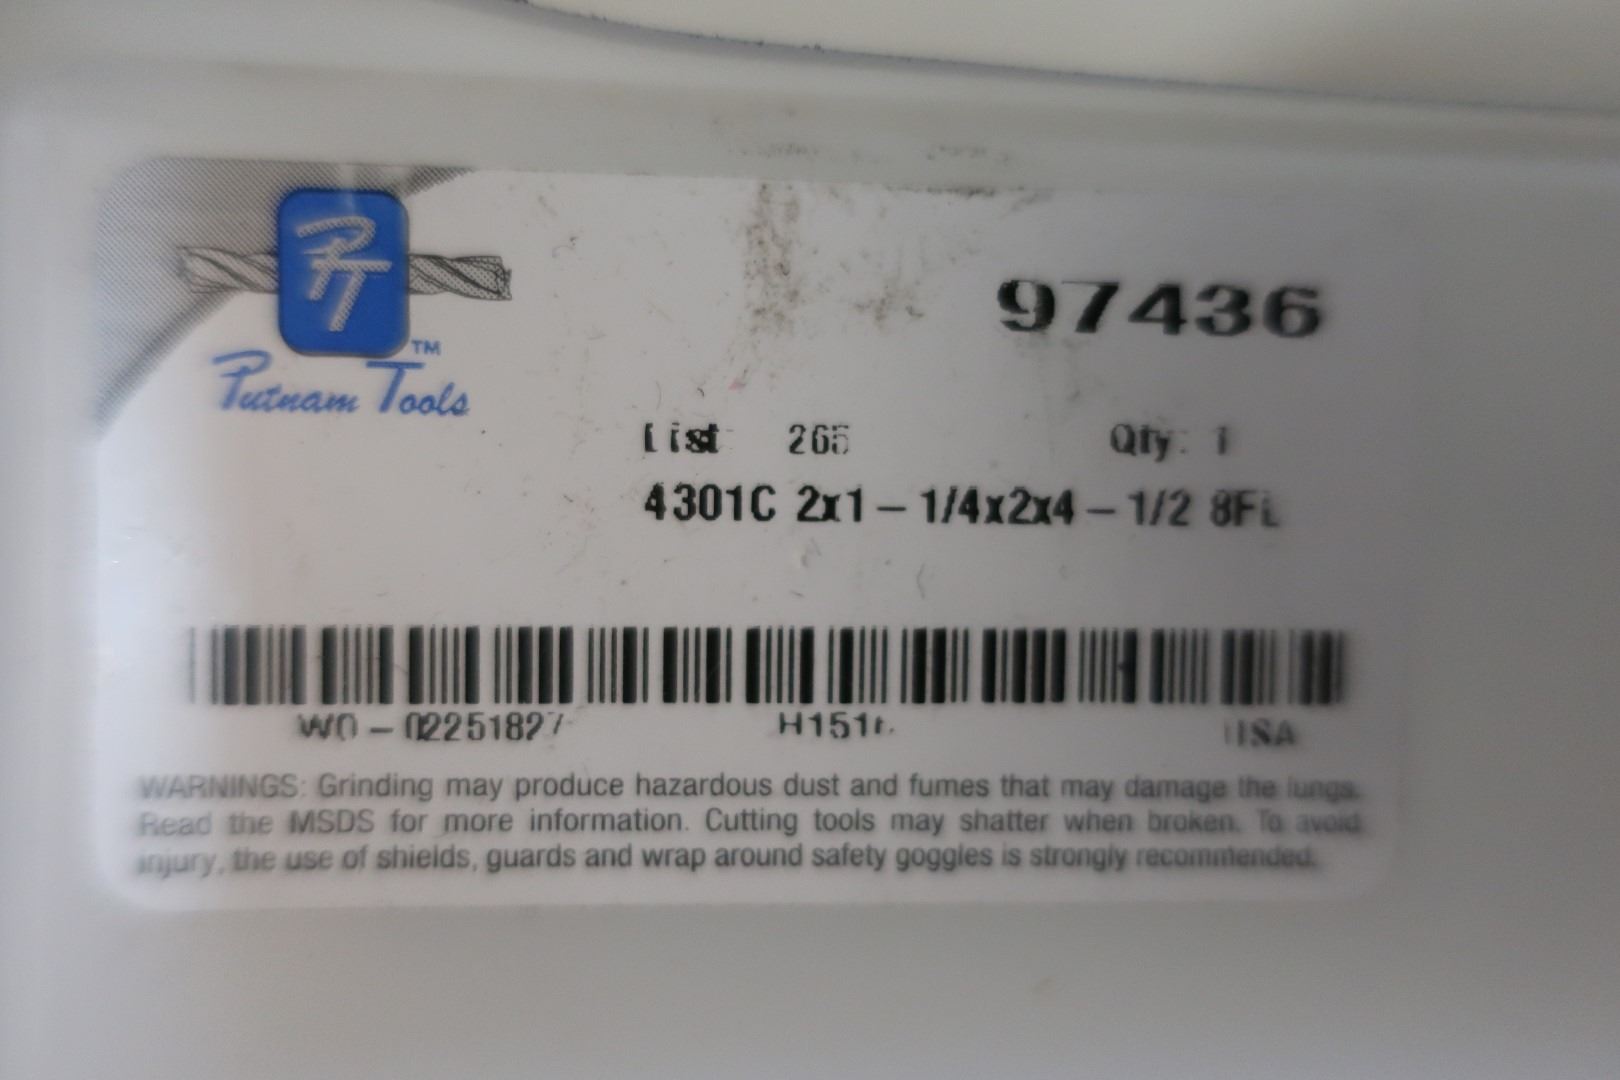 PT
TM
Putnam Tools
97436
List 265 Qty: 1
4301C 2x1-1/4x2x4-1/2 8FL
WO-02251827 USA
WARNINGS: Grinding may produce hazardous dust and fumes that may damage the lungs.
Read the MSDS for more information. Cutting tools may shatter when broken. To avoid
injury, the use of shields, guards and wrap around safety goggles is strongly recommended.